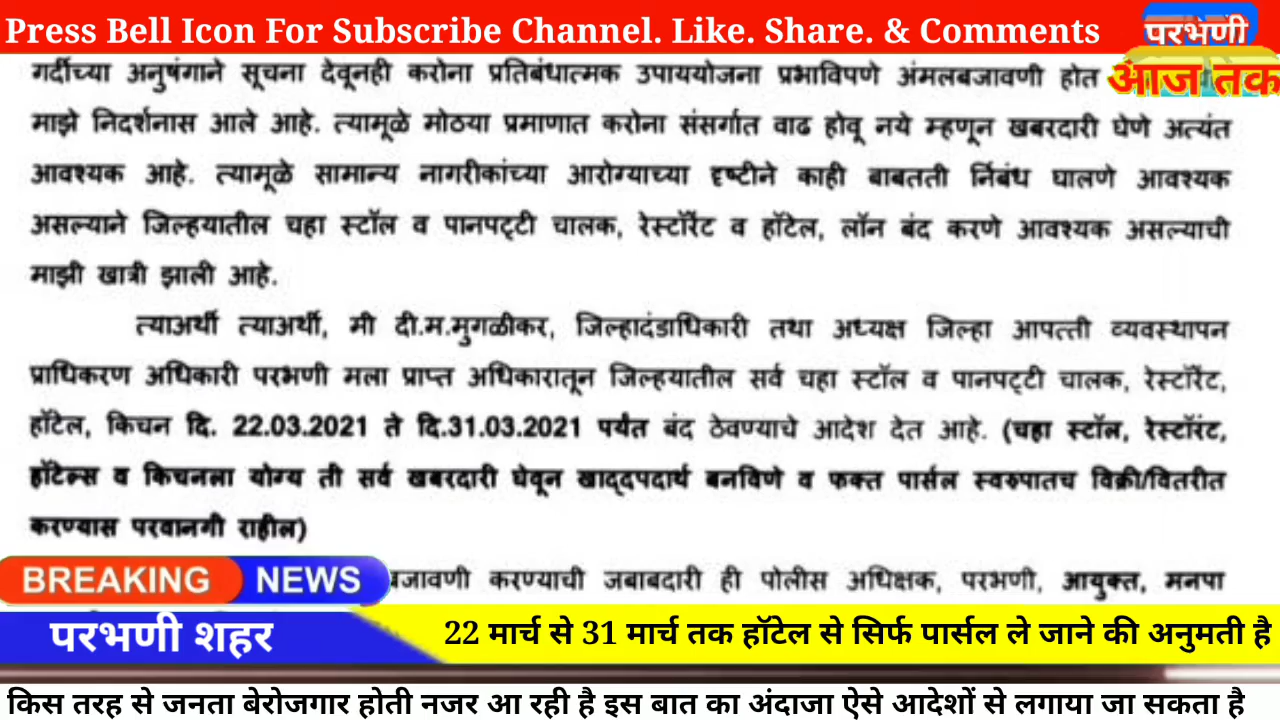 Press Bell Icon For Subscribe Channel. Like. Share. & Comments
परभणी
आज तक
गर्दीच्या अनुषंगाने सूचना देवूनही करोना प्रतिबंधात्मक उपाययोजना प्रभाविपणे अंमलबजावणी होत
माझे निदर्शनास आले आहे. त्यामूळे मोठया प्रमाणात करोना संसर्गात वाढ होवू नये म्हणून खबरदारी घेणे अत्यंत
आवश्यक आहे. त्यामूळे सामान्य नागरीकांच्या आरोग्याच्या दृष्टीने काही बाबतती र्निबंध घालणे आवश्यक
असल्याने जिल्हयातील चहा स्टॉल व पानपट्टी चालक, रेस्टॉरेंट व हॉटेल, लॉन बंद करणे आवश्यक असल्याची
माझी खात्री झाली आहे.
त्याअर्थी त्याअर्थी, मी दी.म.मुगळीकर, जिल्हादंडाधिकारी तथा अध्यक्ष जिल्हा आपत्ती व्यवस्थापन
प्राधिकरण अधिकारी परभणी मला प्राप्त अधिकारातून जिल्हयातील सर्व चहा स्टॉल व पानपट्टी चालक, रेस्टॉरेंट,
हॉटेल, किचन दि. 22.03.2021 ते दि.31.03.2021 पर्यंत बंद ठेवण्याचे आदेश देत आहे. (चहा स्टॉल, रेस्टॉरंट,
हॉटेल्स व किचनला योग्य ती सर्व खबरदारी घेवून खाद्दपदार्थ बनविणे व फक्त पार्सल स्वरुपातच विक्री/वितरीत
करण्यास परवानगी राहील)
BREAKING NEWS
बजावणी करण्याची जबाबदारी ही पोलीस अधिक्षक, परभणी, आयुक्त, मनपा
परभणी शहर
22 मार्च से 31 मार्च तक हॉटेल से सिर्फ पार्सल ले जाने की अनुमती है
किस तरह से जनता बेरोजगार होती नजर आ रही है इस बात का अंदाजा ऐसे आदेशों से लगाया जा सकता है